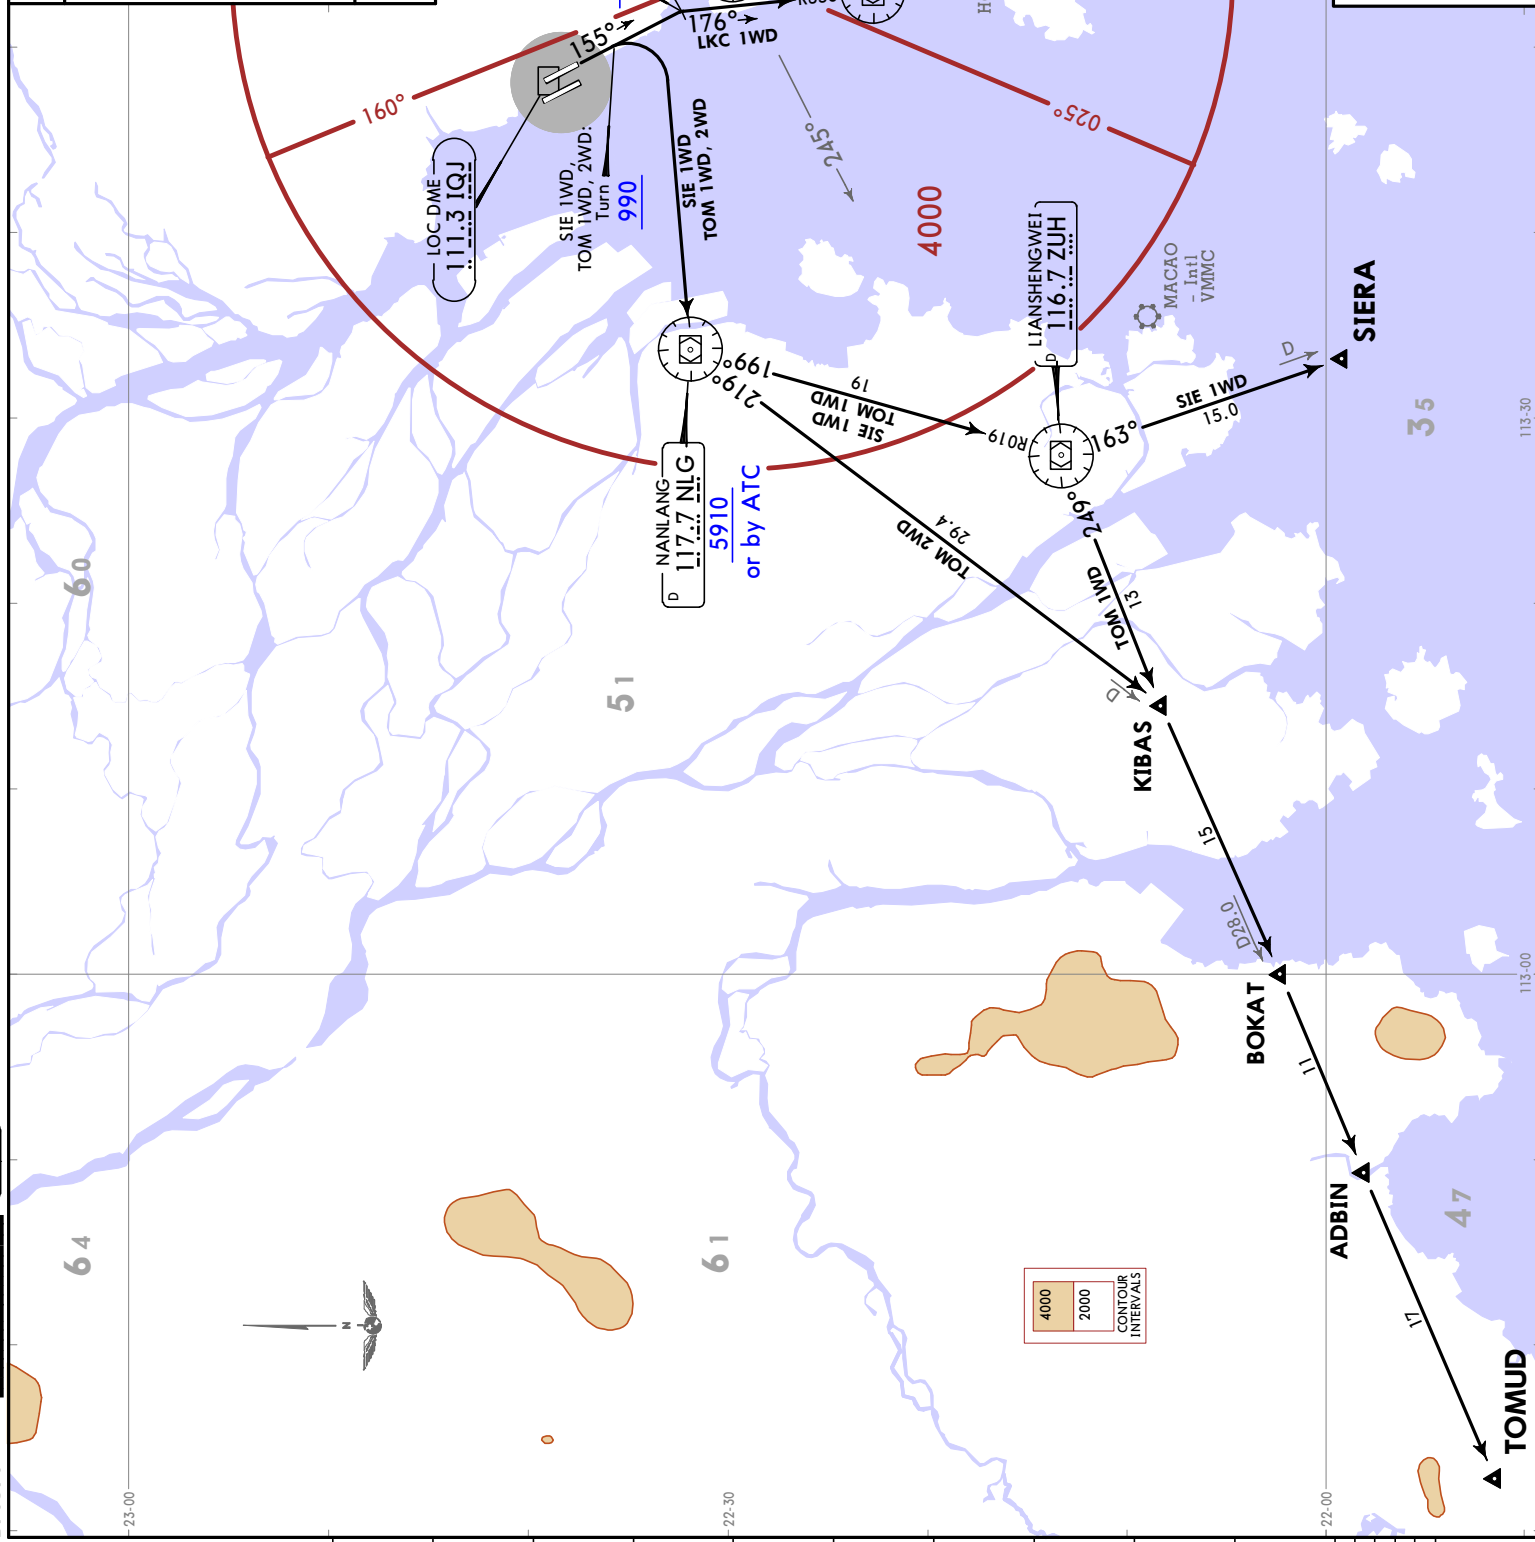 160°
155°
176°
LKC 1WD
245°
025°
LOC DME
111.3 IQJ
SIE 1WD,
TOM 1WD, 2WD:
Turn
990
SIE 1WD
TOM 1WD, 2WD
4000
LIANSHENGWEI
D
116.7 ZUH
MACAO
- Intl
VMMC
SIERA
D
SIE 1WD
15.0
163°
35
113-30
199°
219°
19
TOM 1WD
SIE 1WD
R019
NANLANG
D
117.7 NLG
5910
or by ATC
29.4
TOM 2WD
249°
TOM 1WD
13
60
51
D
KIBAS
15
D28.0
BOKAT
113-00
11
ADBIN
47
64
61
N
4000
2000
CONTOUR
INTERVALS
17
TOMUD
23-00
22-30
22-00